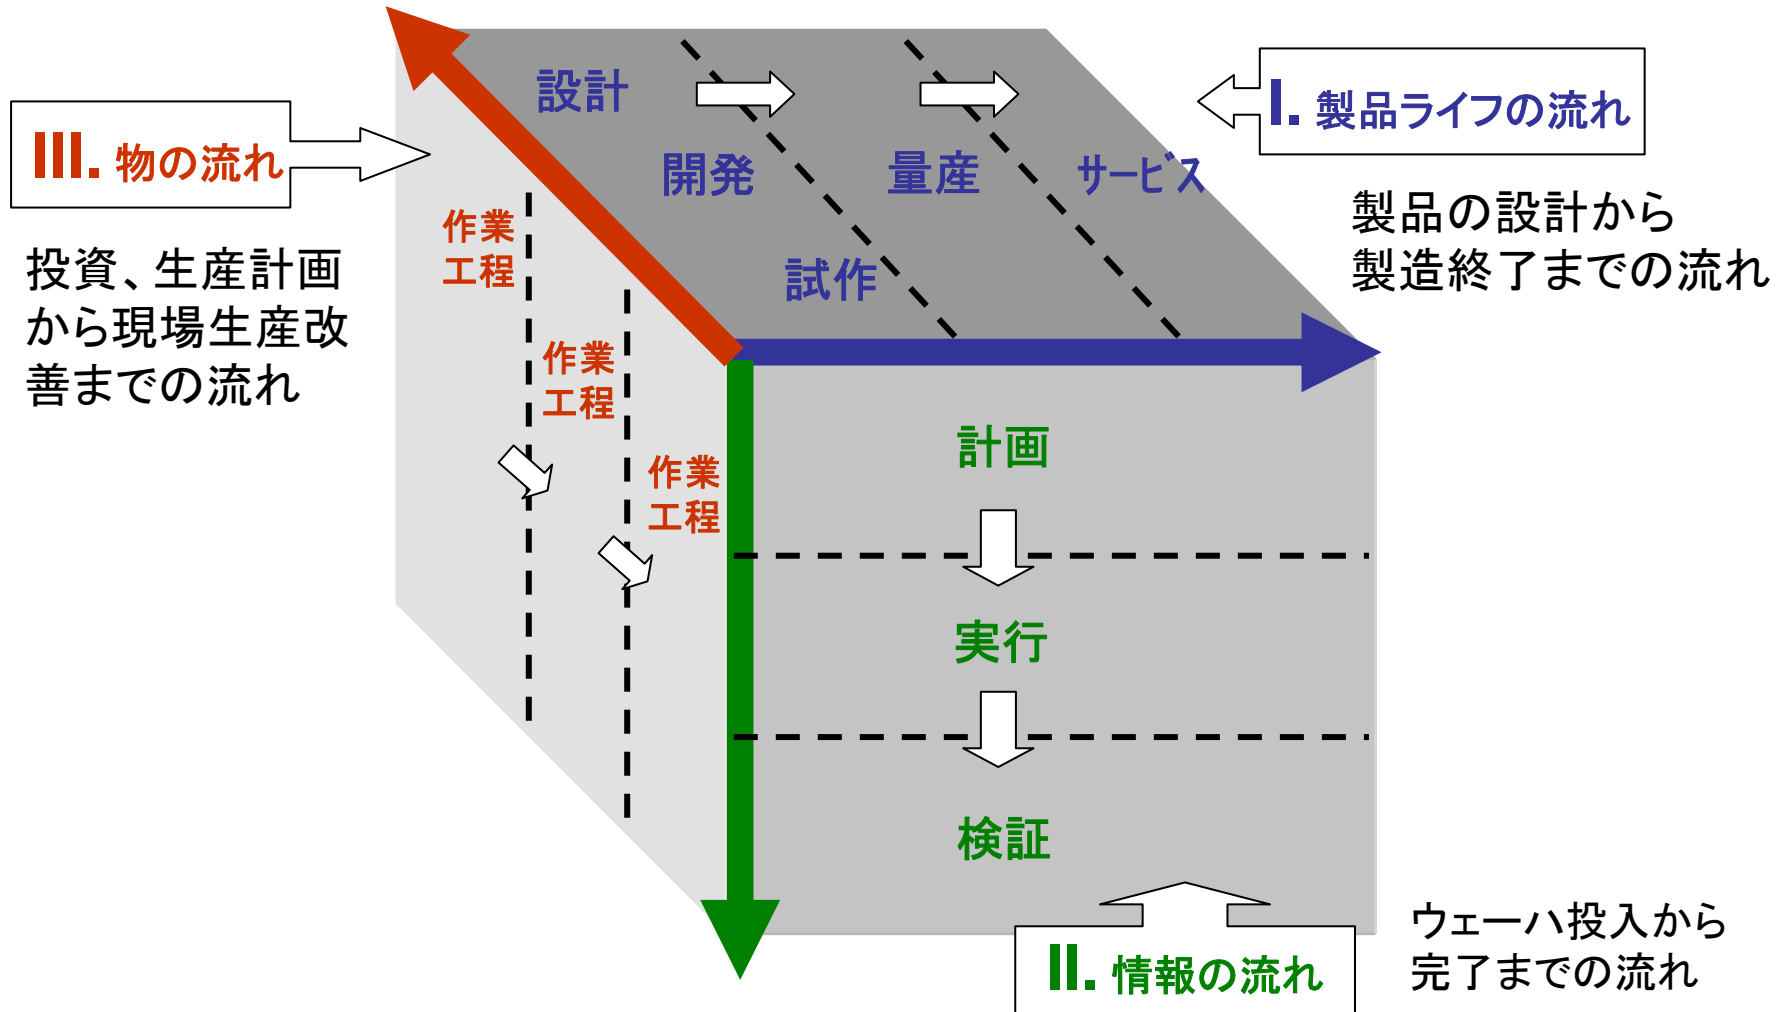 I. 製品ライフの流れ
製品の設計から
製造終了までの流れ
III. 物の流れ
投資、生産計画
から現場生産改
善までの流れ
設計
開発
試作
量産
サービス
作業
工程
作業
工程
作業
工程
計画
実行
検証
II. 情報の流れ
ウェーハ投入から
完了までの流れ